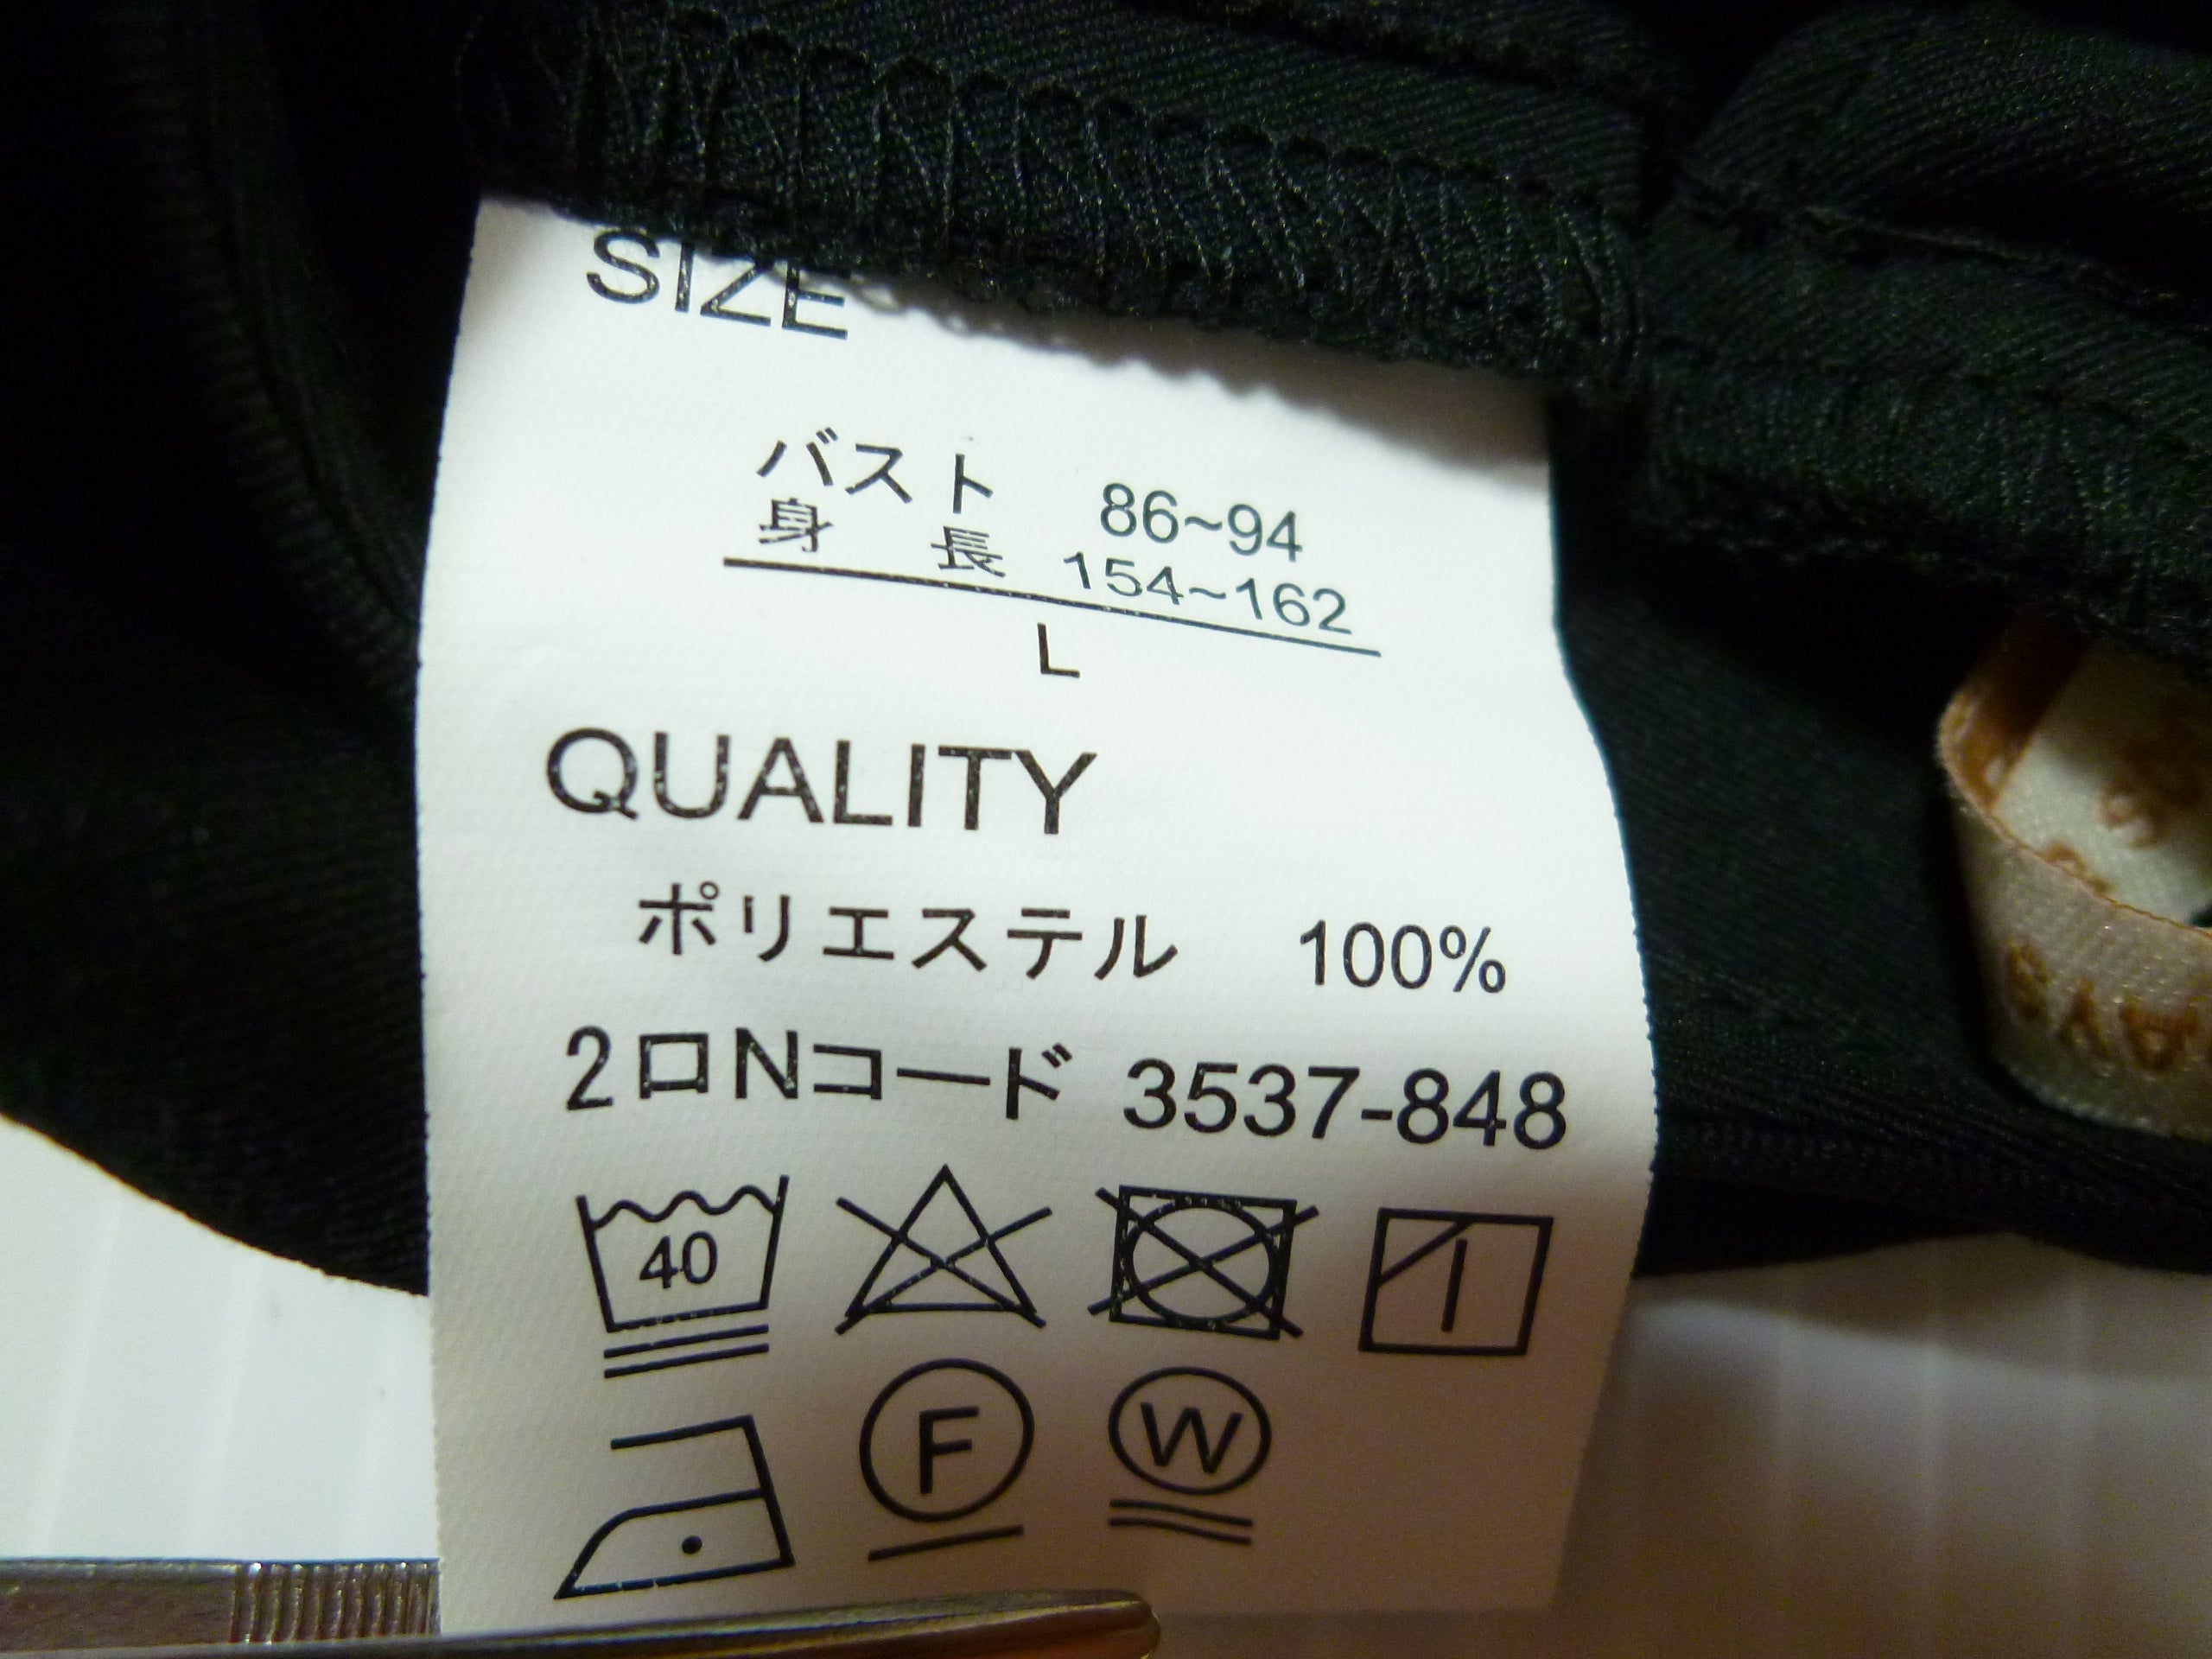 SIZE
バスト 86~94
身 長 154~162
L
QUALITY
ポリエステル 100%
2ロNコード 3537-848
40
F
W